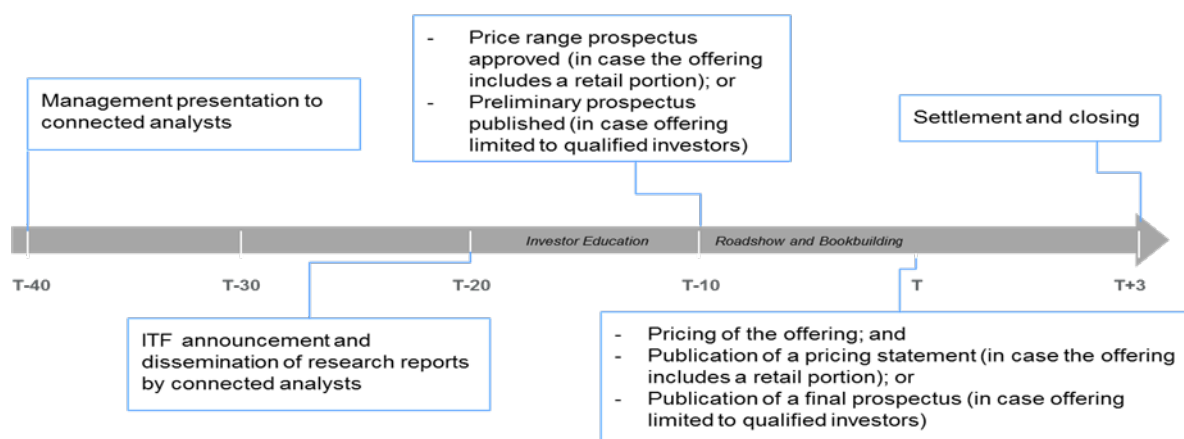 - Price range prospectus
approved (in case the offering
includes a retail portion); or
- Preliminary prospectus
published (in case offering
limited to qualified investors)
Management presentation to
connected analysts
Settlement and closing
Investor Education
Roadshow and Bookbuilding
T-40
T-30
T-20
T-10
T
T+3
ITF announcement and
dissemination of research reports
by connected analysts
- Pricing of the offering; and
- Publication of a pricing statement (in case the offering
includes a retail portion); or
- Publication of a final prospectus (in case offering
limited to qualified investors)